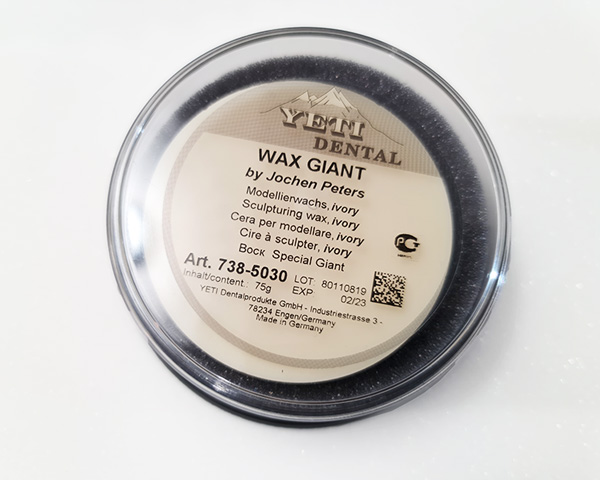 YETI
DENTAL
WAX GIANT
by Jochen Peters
Modellierwachs, ivory
Sculpturing wax, ivory
Cera per modellare, ivory
Cire à sculpter, ivory
Воск Special Giant
Art. 738-5030 LOT: 80110819
Inhalt/content.: 75g EXP: 02/23
YETI Dentalprodukte GmbH - Industriestrasse 3 -
78234 Engen/Germany
Made in Germany